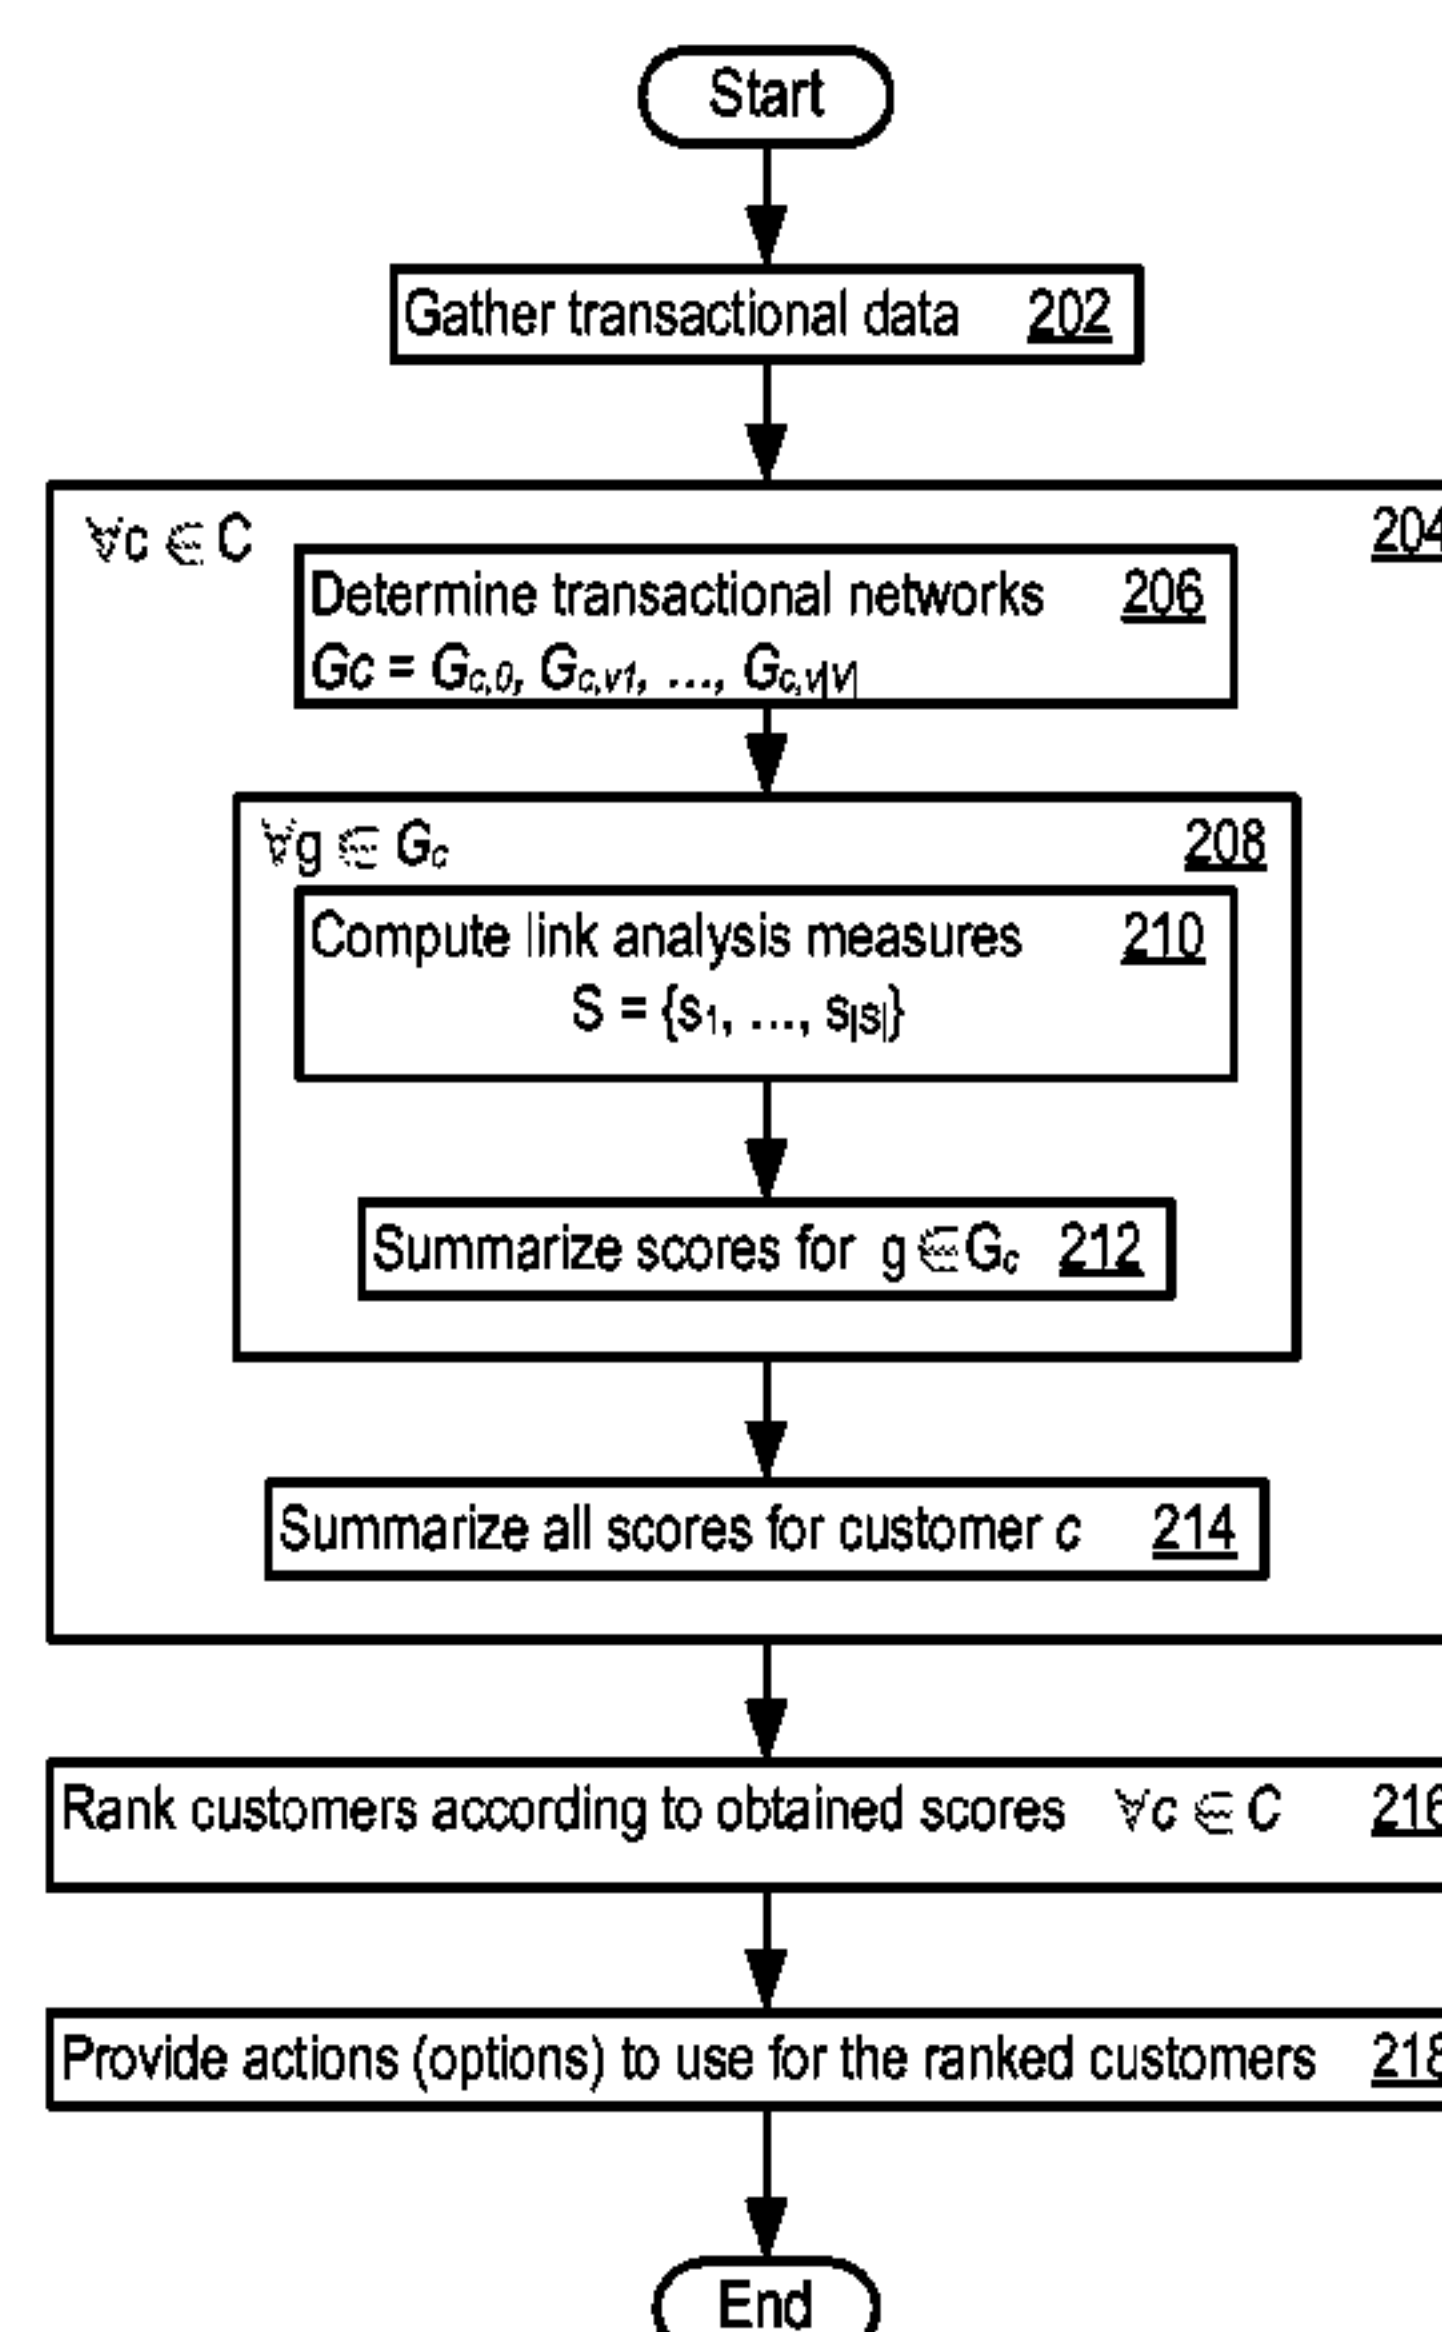 Start
Gather transactional data 202
∀c ∈ C 204
Determine transactional networks 206
Gc = Gc,0, Gc,v1, ..., Gc,v|v|
∀g ∈ Gc 208
Compute link analysis measures 210
S = {s1, ..., s|s|}
Summarize scores for g ∈ Gc 212
Summarize all scores for customer c 214
Rank customers according to obtained scores ∀c ∈ C 216
Provide actions (options) to use for the ranked customers 218
End